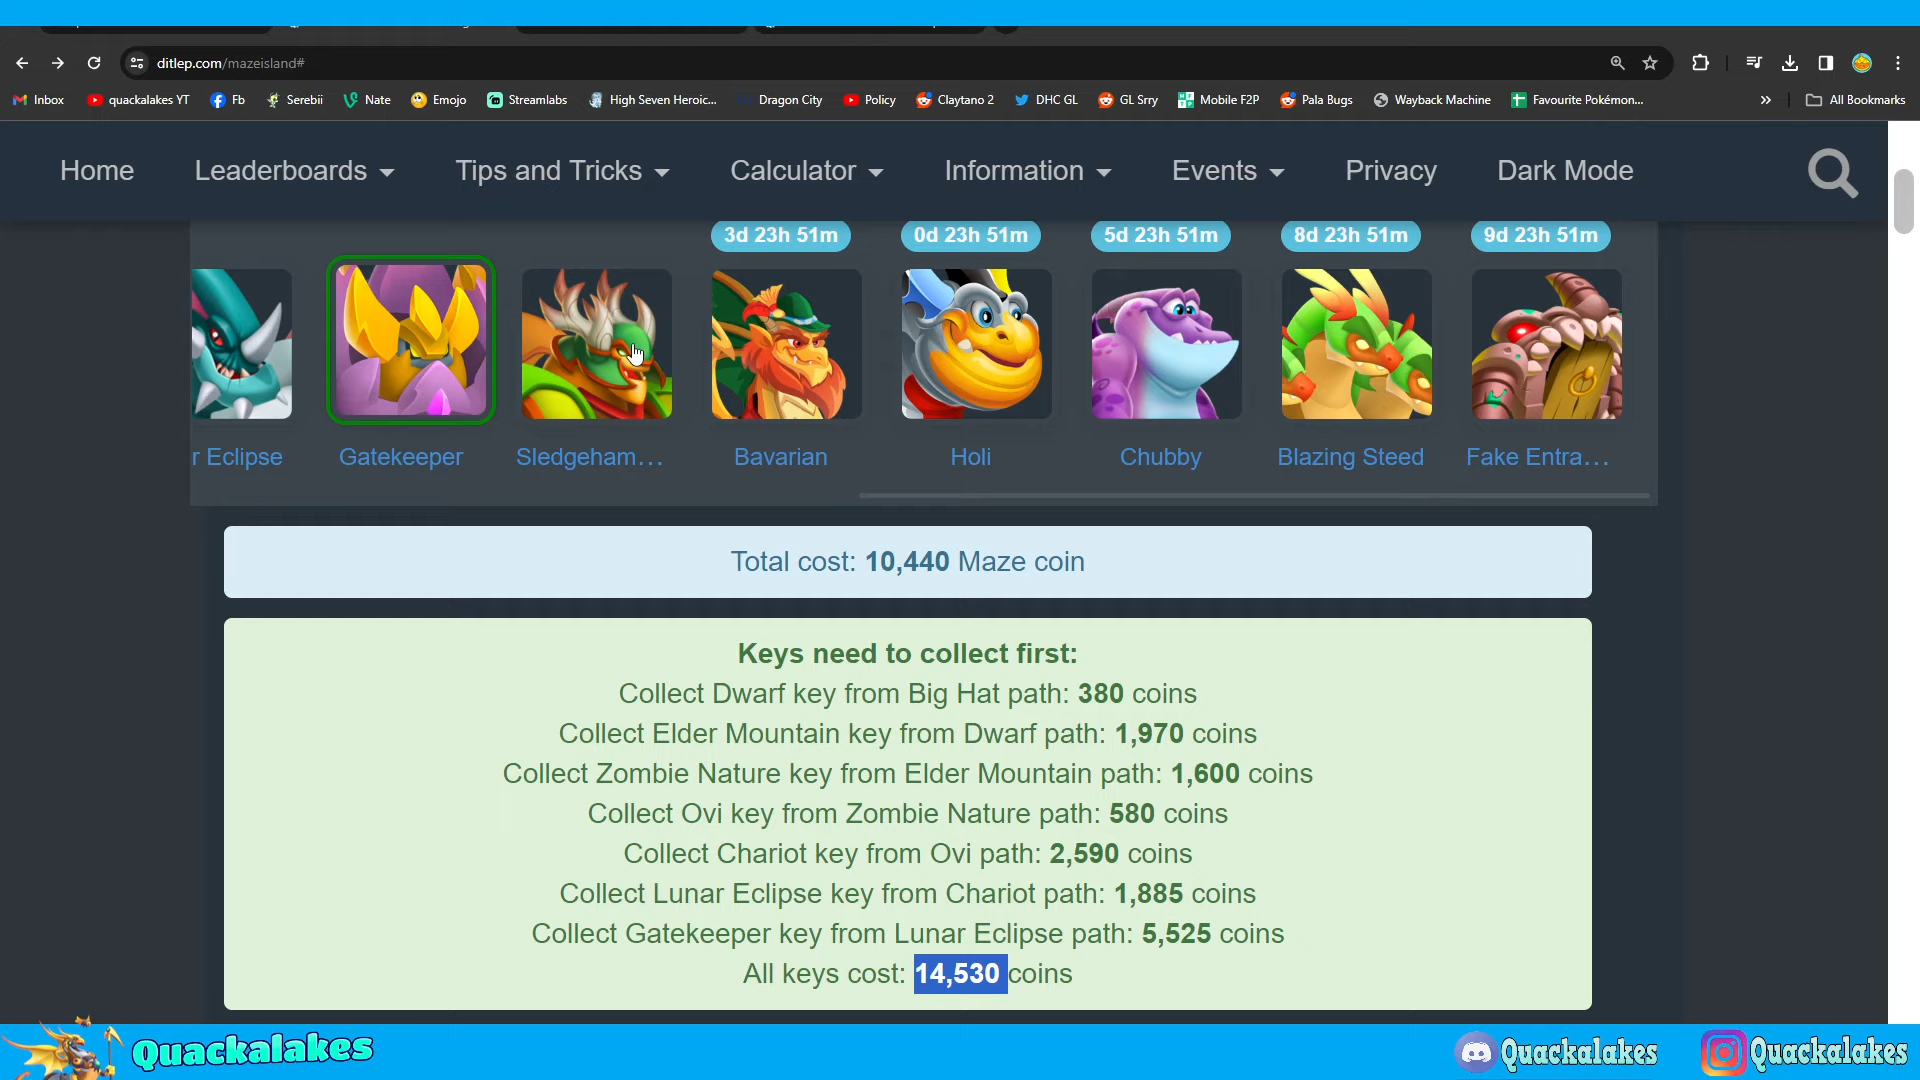 ditlep.com/mazeisland#
Inbox quackalakes YT Fb Serebii Nate Emojo Streamlabs High Seven Heroic... Dragon City Policy Claytano 2 DHC GL GL Srry Mobile F2P Pala Bugs Wayback Machine Favourite Pokémon... » All Bookmarks
Home Leaderboards Tips and Tricks Calculator Information Events Privacy Dark Mode
3d 23h 51m 0d 23h 51m 5d 23h 51m 8d 23h 51m 9d 23h 51m
r Eclipse Gatekeeper Sledgeham... Bavarian Holi Chubby Blazing Steed Fake Entra...
Total cost: 10,440 Maze coin
Keys need to collect first:
Collect Dwarf key from Big Hat path: 380 coins
Collect Elder Mountain key from Dwarf path: 1,970 coins
Collect Zombie Nature key from Elder Mountain path: 1,600 coins
Collect Ovi key from Zombie Nature path: 580 coins
Collect Chariot key from Ovi path: 2,590 coins
Collect Lunar Eclipse key from Chariot path: 1,885 coins
Collect Gatekeeper key from Lunar Eclipse path: 5,525 coins
All keys cost: 14,530 coins
Quackalakes Quackalakes Quackalakes